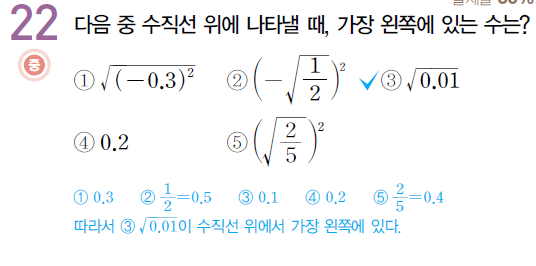 22 다음 중 수직선 위에 나타낼 때, 가장 왼쪽에 있는 수는?
중
① √(−0.3)² ② (−√1/2)² ③ √0.01
④ 0.2 ⑤ (√2/5)²
① 0.3 ② 1/2=0.5 ③ 0.1 ④ 0.2 ⑤ 2/5=0.4
따라서 ③ √0.01이 수직선 위에서 가장 왼쪽에 있다.